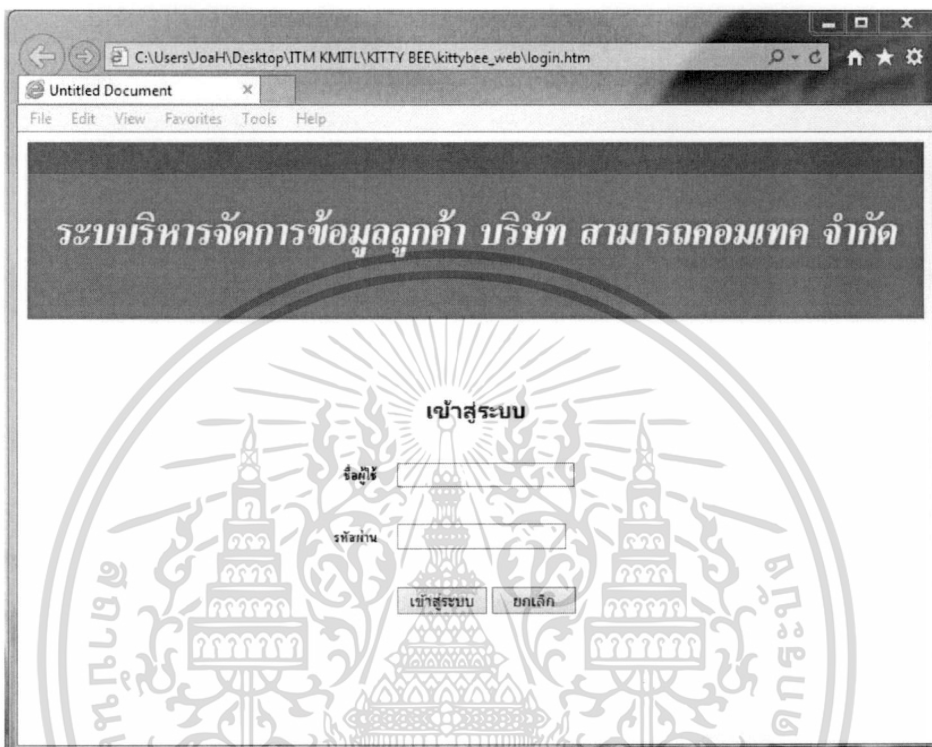 C:\Users\JoaH\Desktop\ITM KMITL\KITTY BEE\kittybee_web\login.htm
Untitled Document
File Edit View Favorites Tools Help
ระบบบริหารจัดการข้อมูลลูกค้า บริษัท สามารถคอมเทค จำกัด
เข้าสู่ระบบ
ชื่อผู้ใช้
รหัสผ่าน
เข้าสู่ระบบ ยกเลิก